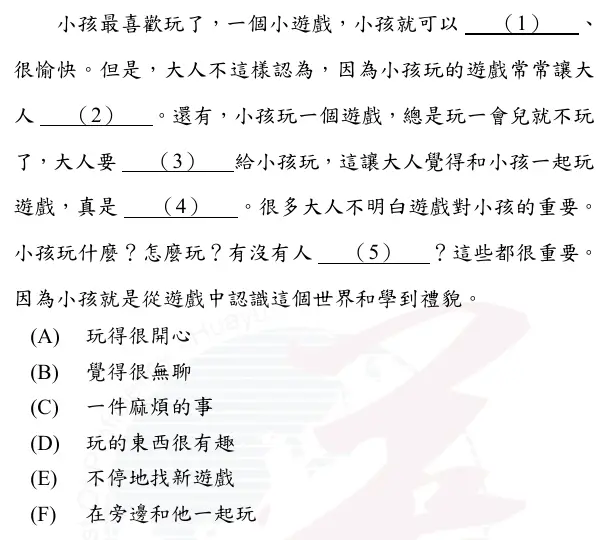 小孩最喜歡玩了，一個小遊戲，小孩就可以 （1） 、
很愉快。但是，大人不這樣認為，因為小孩玩的遊戲常常讓大
人 （2） 。還有，小孩玩一個遊戲，總是玩一會兒就不玩
了，大人要 （3） 給小孩玩，這讓大人覺得和小孩一起玩
遊戲，真是 （4） 。很多大人不明白遊戲對小孩的重要。
小孩玩什麼？怎麼玩？有沒有人 （5） ？這些都很重要。
因為小孩就是從遊戲中認識這個世界和學到禮貌。
(A) 玩得很開心
(B) 覺得很無聊
(C) 一件麻煩的事
(D) 玩的東西很有趣
(E) 不停地找新遊戲
(F) 在旁邊和他一起玩